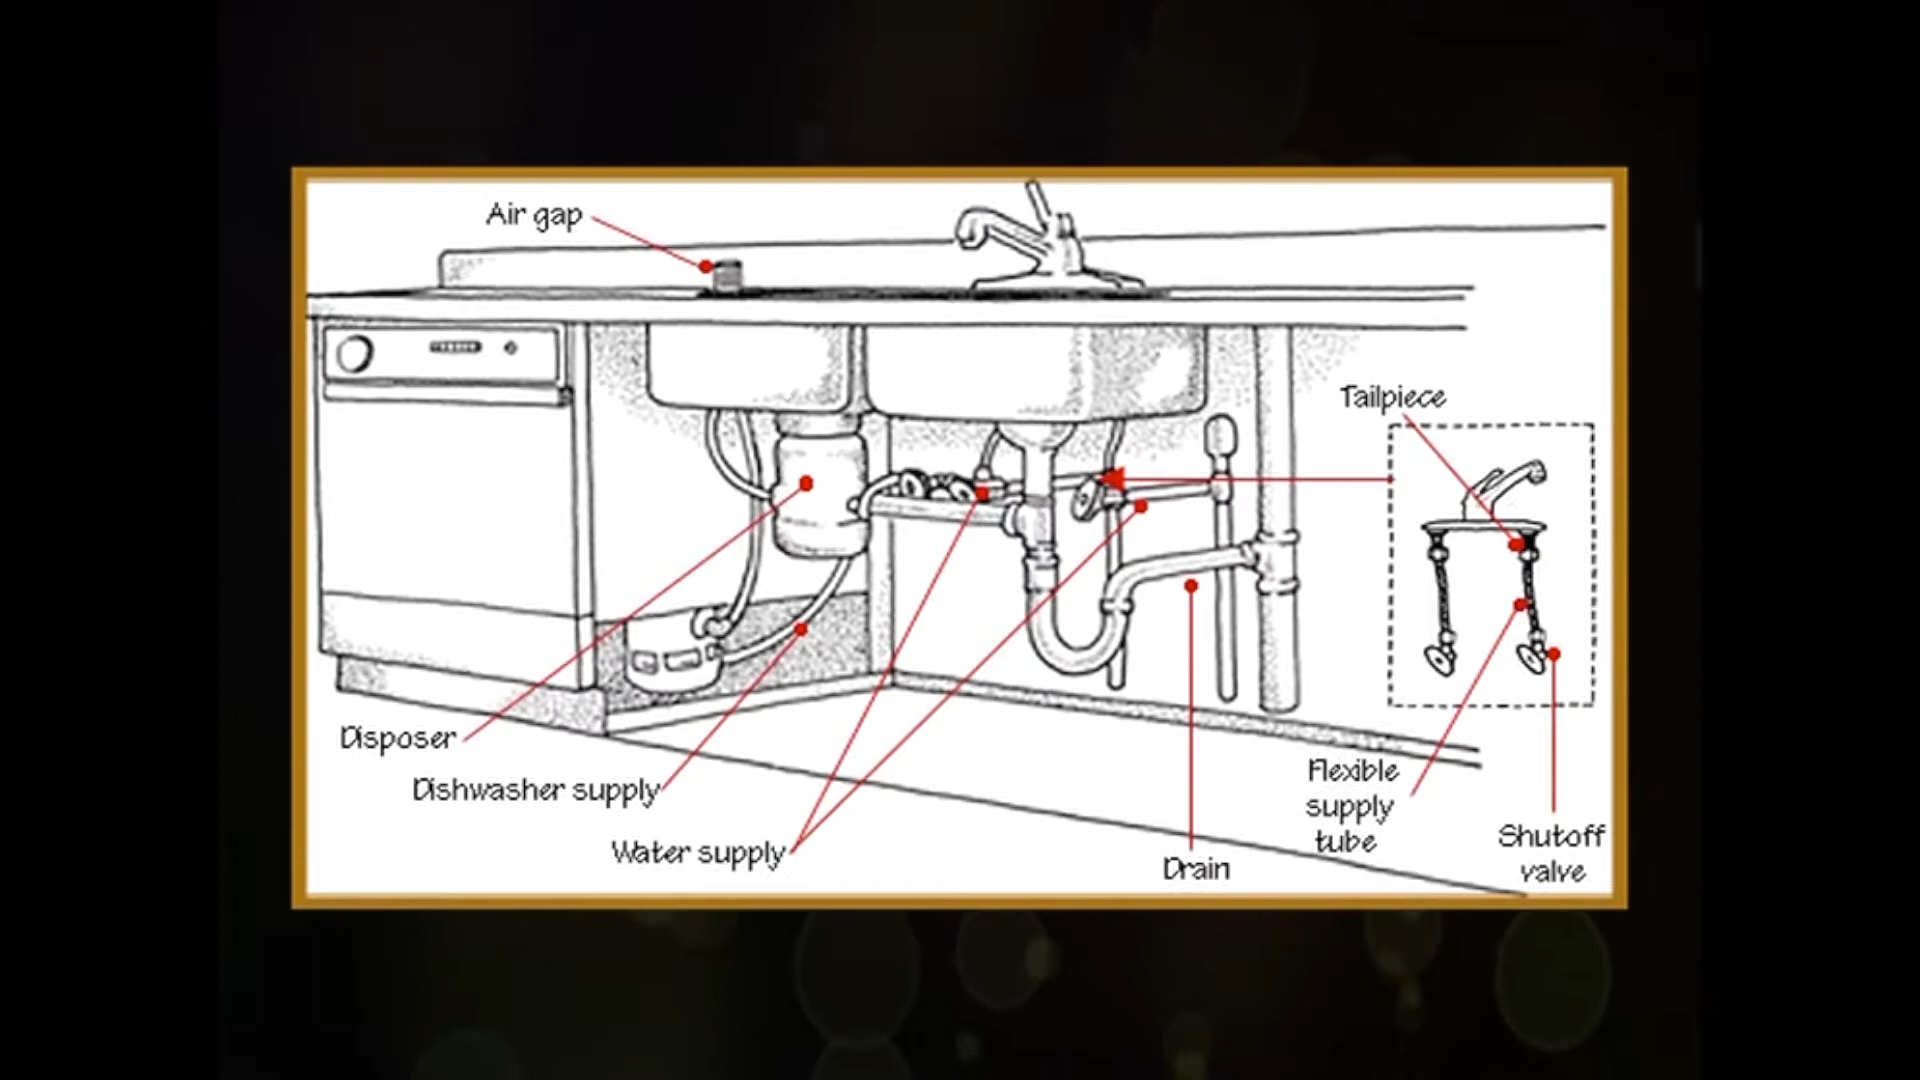 Air gap
Tailpiece
Disposer
Dishwasher supply
Water supply
Drain
Flexible
supply
tube
Shutoff
valve